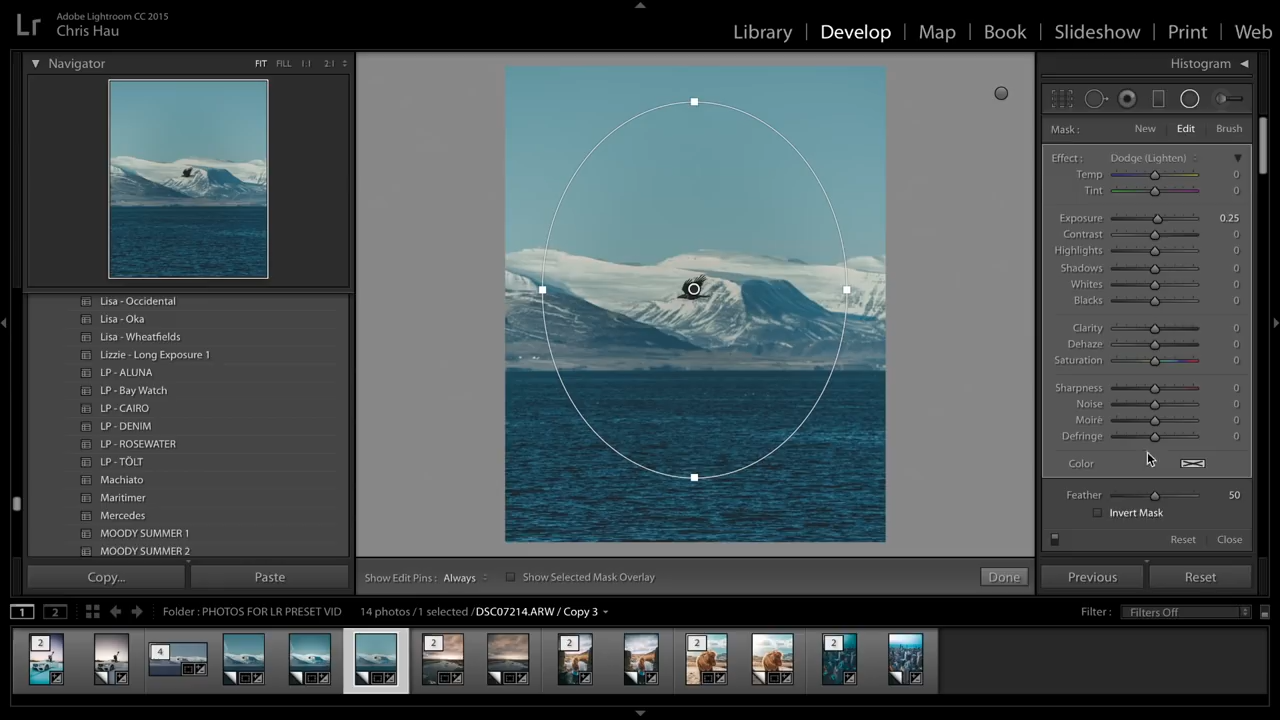 Lr
Adobe Lightroom CC 2015
Chris Hau
Library | Develop | Map | Book | Slideshow | Print | Web
Navigator FIT FILL 1:1 2:1
Lisa - Occidental
Lisa - Oka
Lisa - Wheatfields
Lizzie - Long Exposure 1
LP - ALUNA
LP - Bay Watch
LP - CAIRO
LP - DENIM
LP - ROSEWATER
LP - TÖLT
Machiato
Maritimer
Mercedes
MOODY SUMMER 1
MOODY SUMMER 2
Copy... Paste
Show Edit Pins : Always Show Selected Mask Overlay Done
Histogram
Mask : New Edit Brush
Effect : Dodge (Lighten)
Temp 0
Tint 0
Exposure 0.25
Contrast 0
Highlights 0
Shadows 0
Whites 0
Blacks 0
Clarity 0
Dehaze 0
Saturation 0
Sharpness 0
Noise 0
Moiré 0
Defringe 0
Color
Feather 50
Invert Mask
Reset Close
Previous Reset
1 2 Folder : PHOTOS FOR LR PRESET VID 14 photos / 1 selected / DSC07214.ARW / Copy 3 Filter : Filters Off
2 4 2 2 2 2